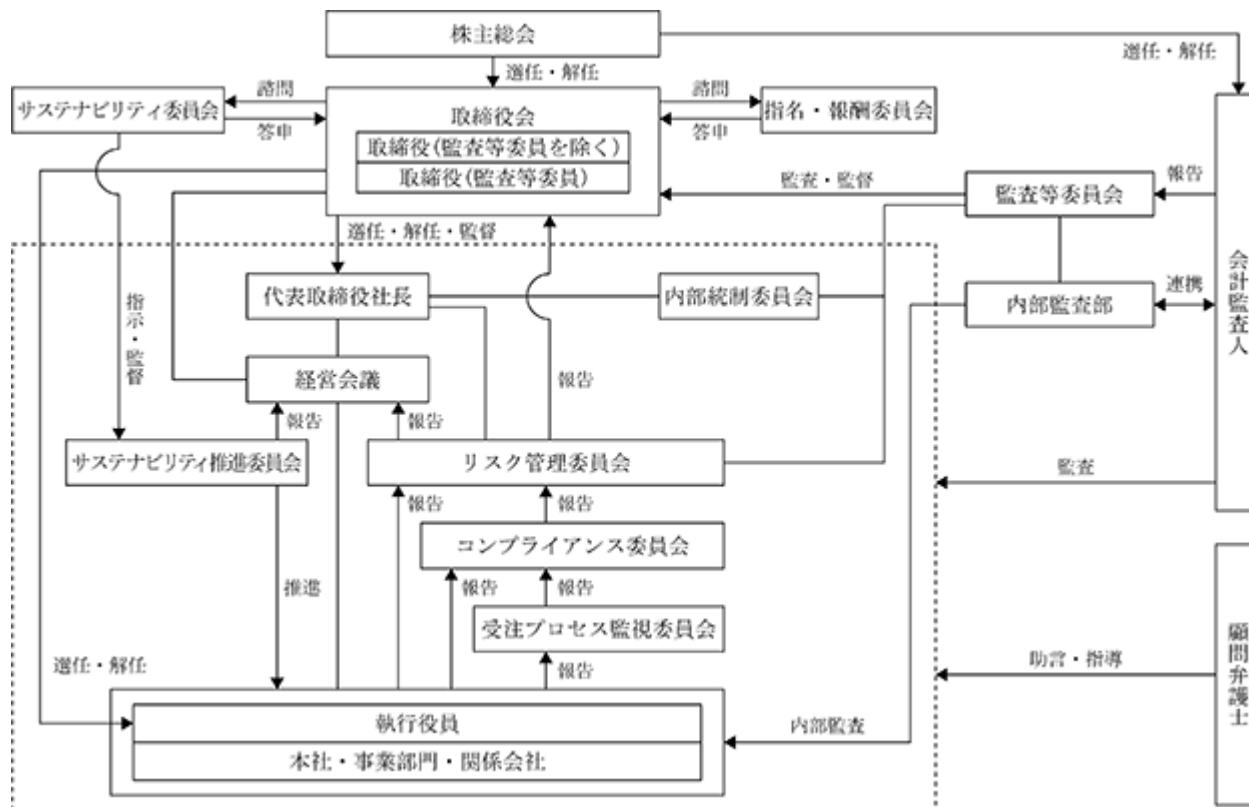 株主総会
選任・解任
選任・解任
サステナビリティ委員会
諮問
答申
取締役会
取締役(監査等委員を除く)
取締役(監査等委員)
諮問
答申
指名・報酬委員会
監査・監督
監査等委員会
報告
選任・解任・監督
代表取締役社長
内部統制委員会
内部監査部
連携
会計監査人
指示・監督
経営会議
報告
報告
報告
サステナビリティ推進委員会
リスク管理委員会
監査
報告
報告
コンプライアンス委員会
推進
報告
報告
受注プロセス監視委員会
選任・解任
報告
助言・指導
顧問弁護士
執行役員
本社・事業部門・関係会社
内部監査